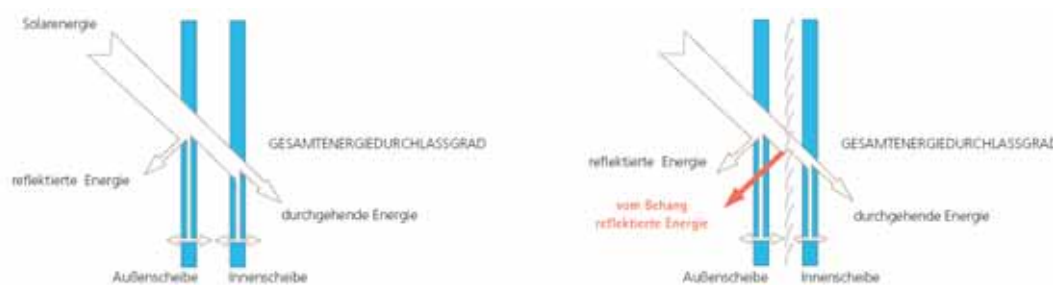 Solarenergie
GESAMTENERGIEDURCHLASSGRAD
reflektierte Energie
durchgehende Energie
Außenscheibe
Innenscheibe
GESAMTENERGIEDURCHLASSGRAD
reflektierte Energie
vom Behang
reflektierte Energie
durchgehende Energie
Außenscheibe
Innenscheibe